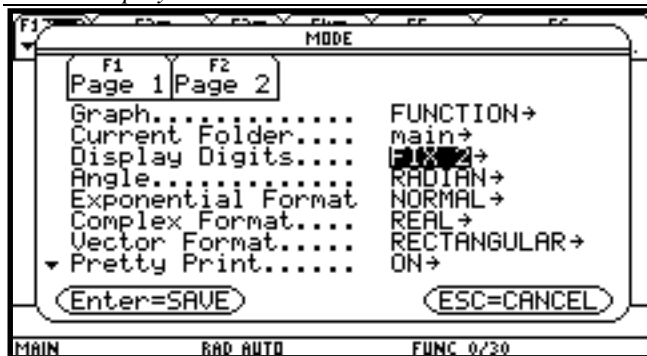 MODE
F1 F2
Page 1 Page 2
Graph............. FUNCTION→
Current Folder.... main→
Display Digits.... FIX 2→
Angle............. RADIAN→
Exponential Format NORMAL→
Complex Format.... REAL→
Vector Format..... RECTANGULAR→
Pretty Print...... ON→
Enter=SAVE ESC=CANCEL
MAIN RAD AUTO FUNC 0/30